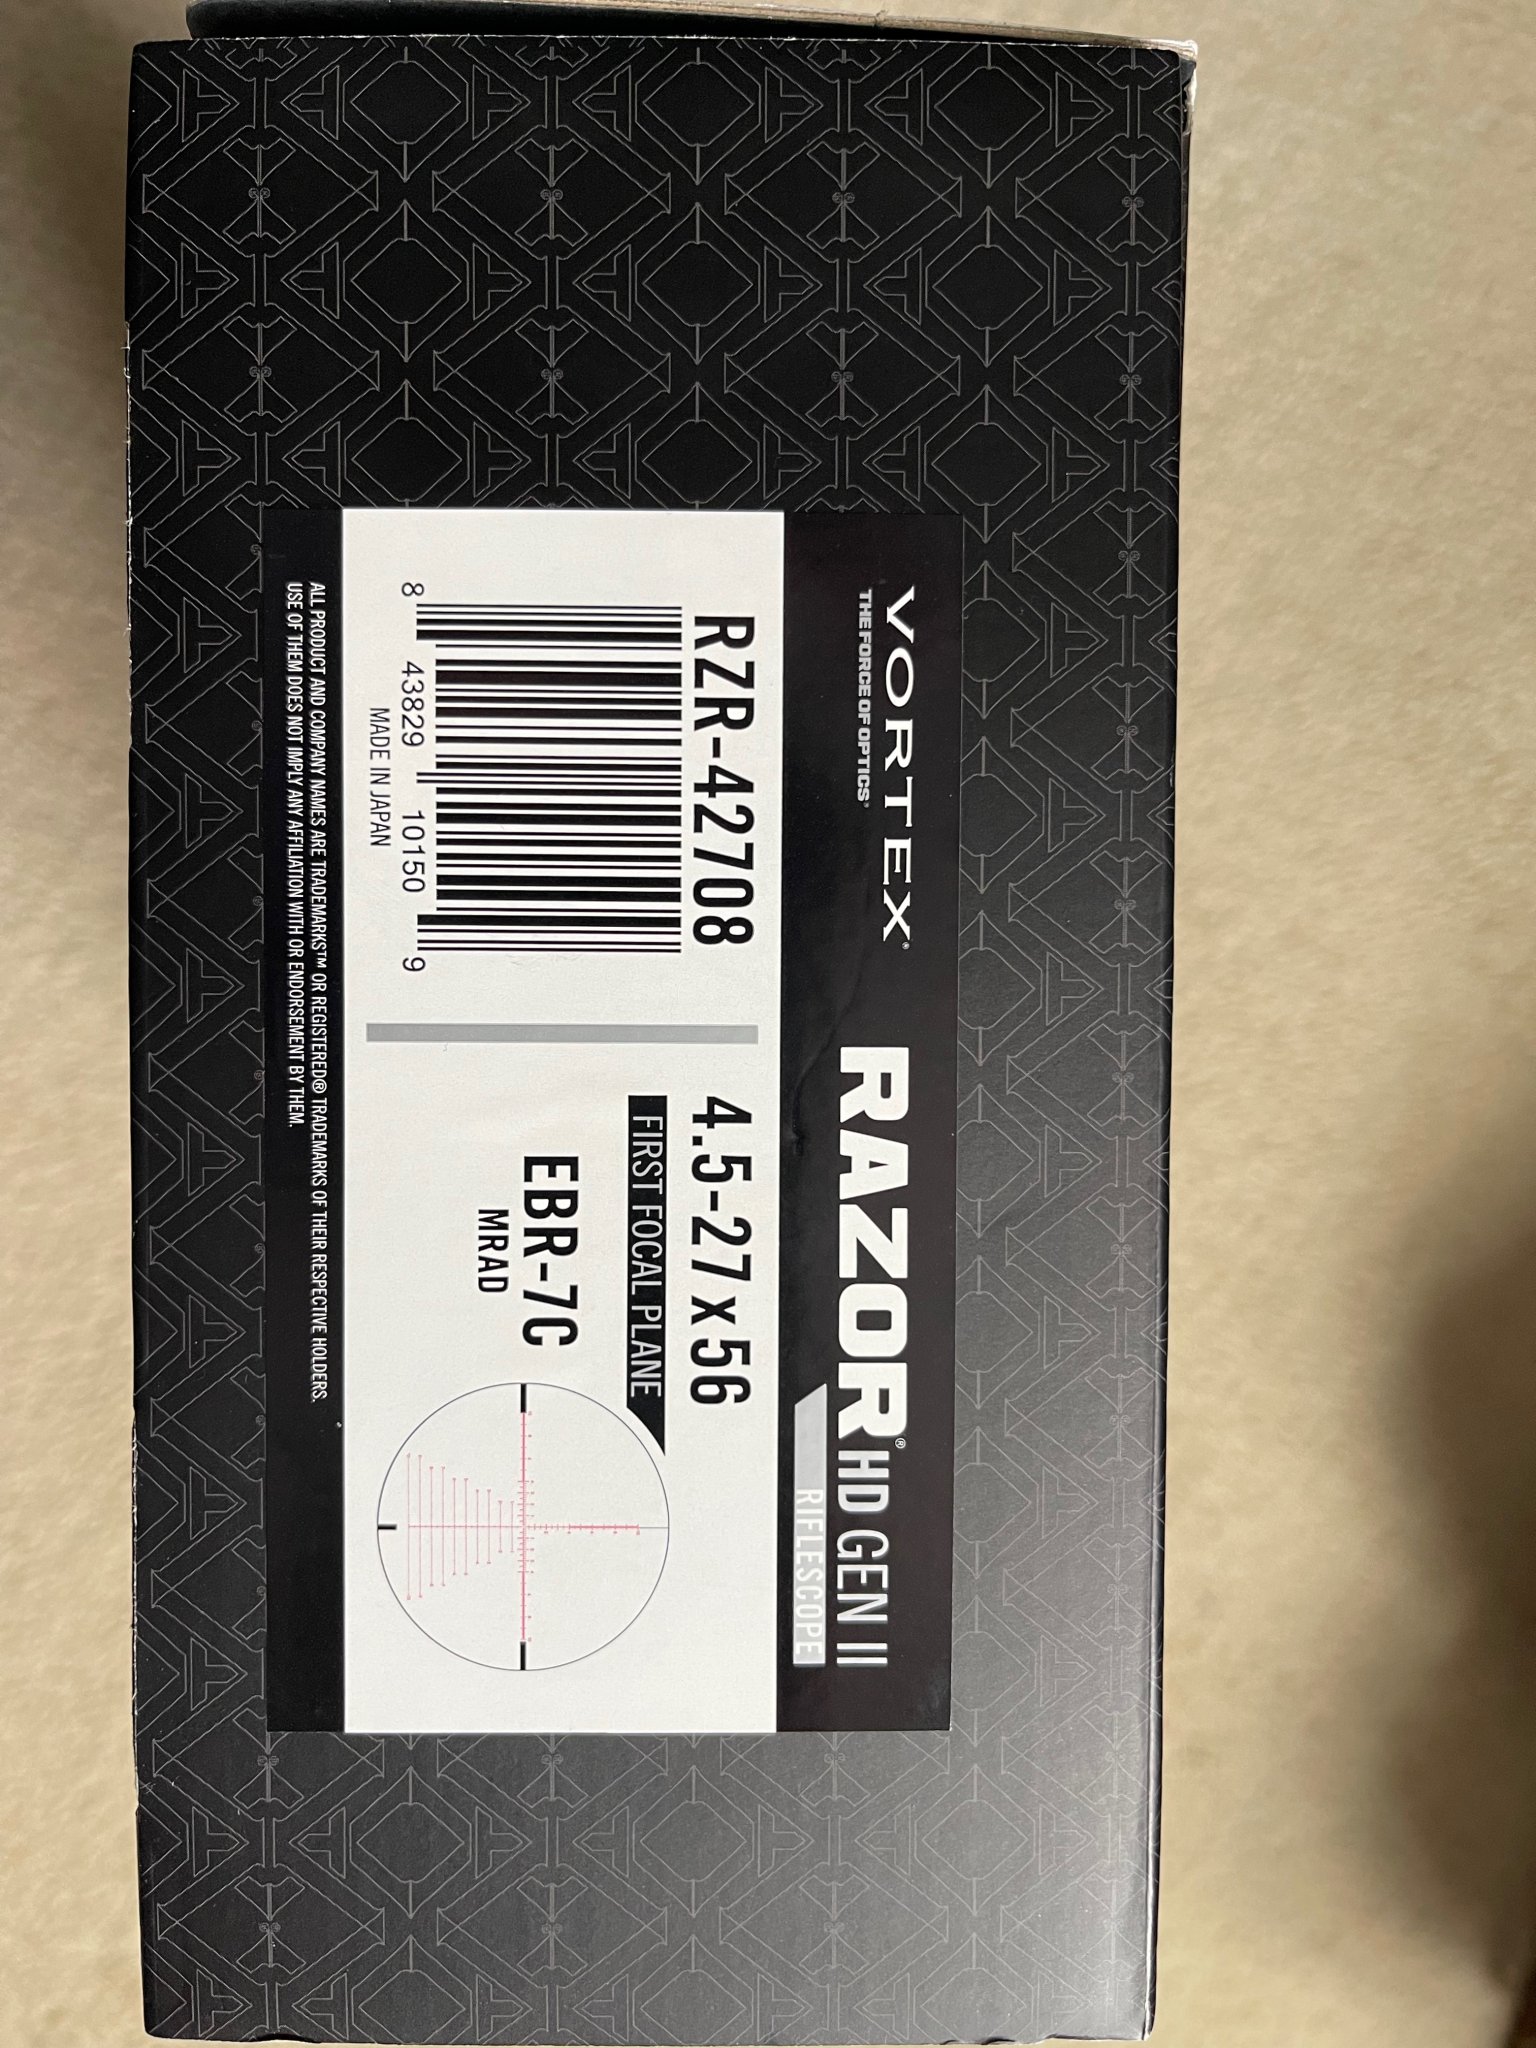 VORTEX®
THE FORCE OF OPTICS®
RAZOR® HD GEN II
RIFLESCOPE
RZR-42708
8 43829 10150 9
MADE IN JAPAN
4.5-27x56
FIRST FOCAL PLANE
EBR-7C
MRAD
ALL PRODUCT AND COMPANY NAMES ARE TRADEMARKS™ OR REGISTERED® TRADEMARKS OF THEIR RESPECTIVE HOLDERS.
USE OF THEM DOES NOT IMPLY ANY AFFILIATION WITH OR ENDORSEMENT BY THEM.